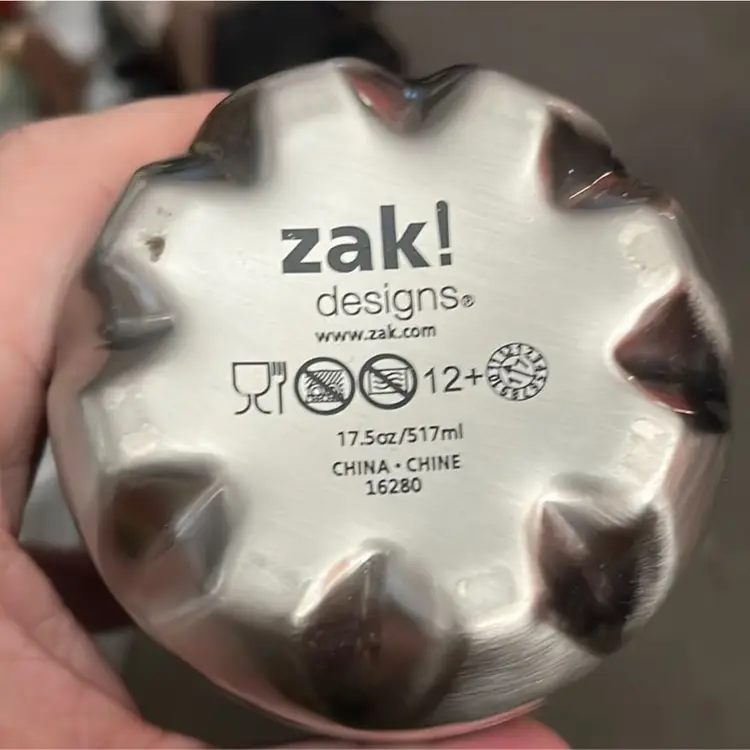 zak!
designs®
www.zak.com
12+
17.5oz/517ml
CHINA • CHINE
16280